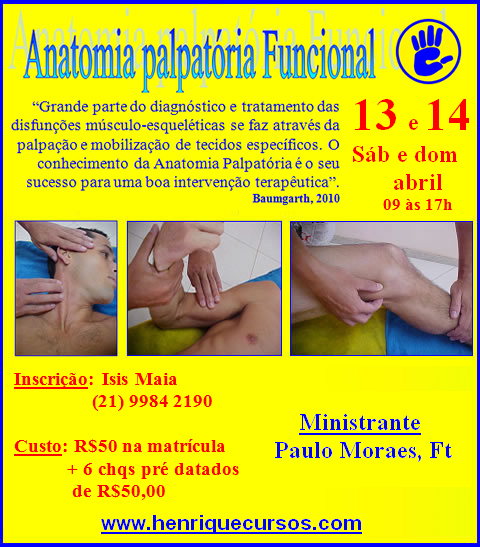 Anatomia palpatória Funcional
“Grande parte do diagnóstico e tratamento das
disfunções músculo-esqueléticas se faz através da
palpação e mobilização de tecidos específicos. O
conhecimento da Anatomia Palpatória é o seu
sucesso para uma boa intervenção terapêutica”.
Baumgarth, 2010
13 e 14
Sáb e dom
abril
09 às 17h
Inscrição: Isis Maia
(21) 9984 2190
Custo: R$50 na matrícula
+ 6 chqs pré datados
de R$50,00
Ministrante
Paulo Moraes, Ft
www.henriquecursos.com